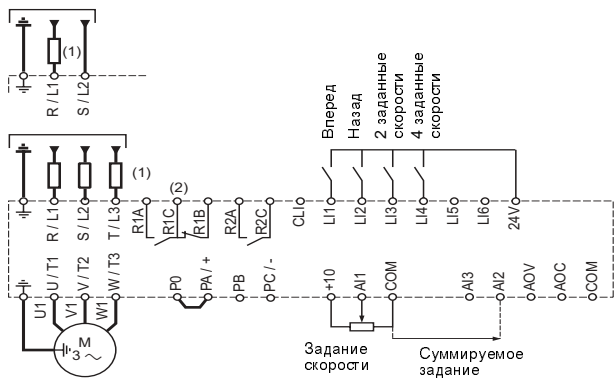 (1)
R / L1
S / L2
Вперед
Назад
2 заданные
скорости
4 заданные
скорости
(1)
(2)
R / L1
S / L2
T / L3
R1A
R1C
R1B
R2A
R2C
CLI
LI1
LI2
LI3
LI4
LI5
LI6
24V
U / T1
V / T2
W / T3
P0
PA / +
PB
PC / -
+10
AI1
COM
AI3
AI2
AOV
AOC
COM
U1
V1
W1
M
3 ~
Задание
скорости
Суммируемое
задание